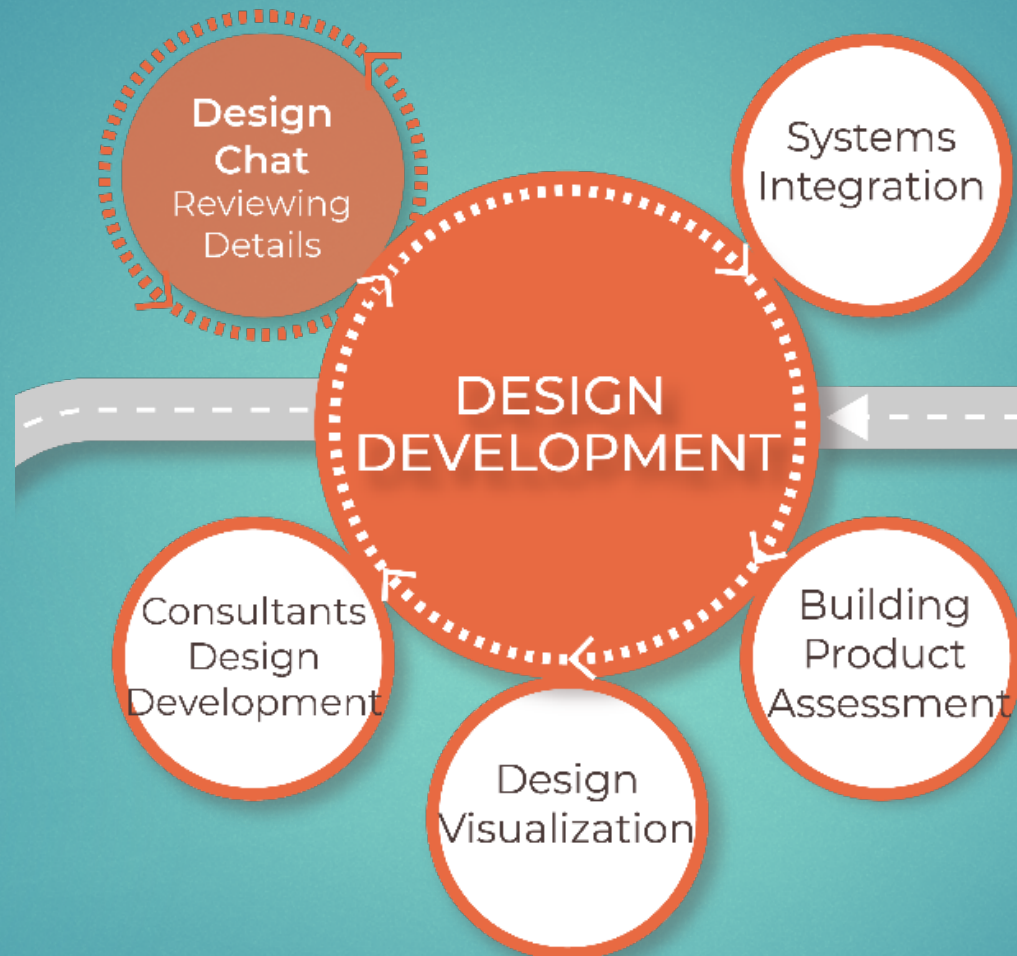 Design
Chat
Reviewing
Details
Systems
Integration
DESIGN
DEVELOPMENT
Consultants
Design
Development
Building
Product
Assessment
Design
Visualization